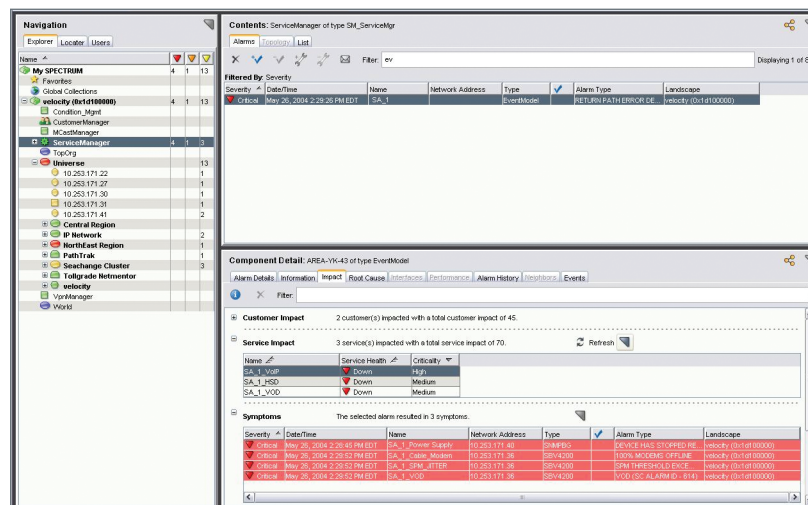 Navigation
Explorer Locater Users
Name
My SPECTRUM 4 1 13
Favorites
Global Collections
velocity (0x1d100000) 4 1 13
Condition_Mgmt
CustomerManager
MCastManager
ServiceManager 4 1 3
TopOrg
Universe 13
10.253.171.22 1
10.253.171.27 1
10.253.171.30 1
10.253.171.31 1
10.253.171.41 2
Central Region
IP Network 2
NorthEast Region 1
PathTrak 1
Seachange Cluster 3
Tollgrade Netmentor
velocity
VpnManager
World
Contents: ServiceManager of type SM_ServiceMgr
Alarms Topology List
Filter: ev
Displaying 1 of 8
Filtered By: Severity
Severity Date/Time Name Network Address Type Alarm Type Landscape
Critical May 26, 2004 2:29:26 PM EDT SA_1 EventModel RETURN PATH ERROR DE... velocity (0x1d100000)
Component Detail: AREA-YK-43 of type EventModel
Alarm Details Information Impact Root Cause Interfaces Performance Alarm History Neighbors Events
Filter:
Customer Impact 2 customer(s) impacted with a total customer impact of 45.
Service Impact 3 service(s) impacted with a total service impact of 70. Refresh
Name Service Health Criticality
SA_1_VoIP Down High
SA_1_HSD Down Medium
SA_1_VOD Down Medium
Symptoms The selected alarm resulted in 3 symptoms.
Severity Date/Time Name Network Address Type Alarm Type Landscape
Critical May 26, 2004 2:28:45 PM EDT SA_1_Power Supply 10.253.171.40 SNMPBG DEVICE HAS STOPPED RE... velocity (0x1d100000)
Critical May 26, 2004 2:29:52 PM EDT SA_1_Cable_Modem 10.253.171.36 SBV4200 100% MODEMS OFFLINE velocity (0x1d100000)
Critical May 26, 2004 2:29:52 PM EDT SA_1_SPM_JITTER 10.253.171.36 SBV4200 SPM THRESHOLD EXCE... velocity (0x1d100000)
Critical May 26, 2004 2:29:52 PM EDT SA_1_VOD 10.253.171.36 SBV4200 VOD (SC ALARM ID - 014) velocity (0x1d100000)